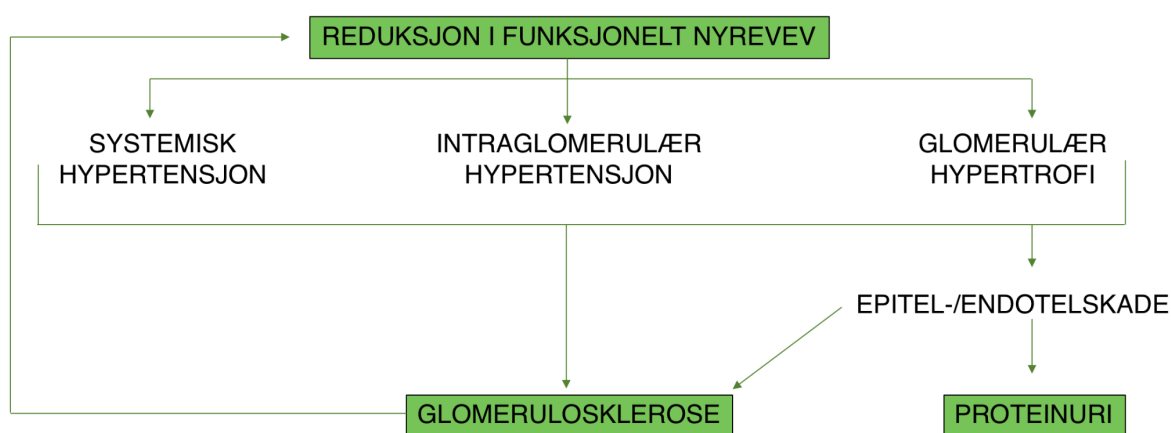 REDUKSJON I FUNKSJONELT NYREVEV
SYSTEMISK
HYPERTENSJON
INTRAGLOMERULÆR
HYPERTENSJON
GLOMERULÆR
HYPERTROFI
EPITEL-/ENDOTELSKADE
GLOMERULOSKLEROSE
PROTEINURI